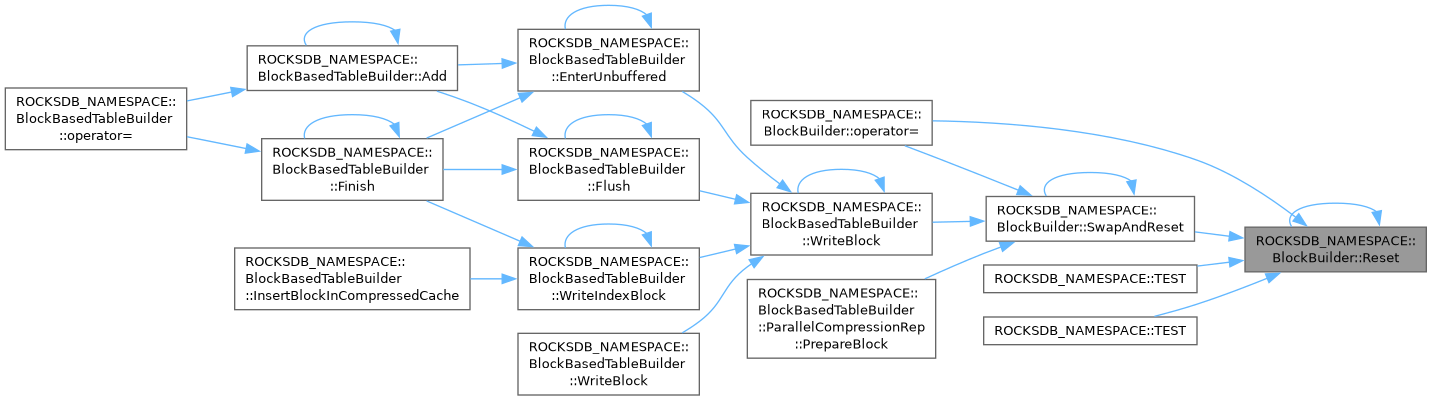 ROCKSDB_NAMESPACE::
BlockBasedTableBuilder
::operator=
ROCKSDB_NAMESPACE::
BlockBasedTableBuilder::Add
ROCKSDB_NAMESPACE::
BlockBasedTableBuilder
::Finish
ROCKSDB_NAMESPACE::
BlockBasedTableBuilder
::InsertBlockInCompressedCache
ROCKSDB_NAMESPACE::
BlockBasedTableBuilder
::EnterUnbuffered
ROCKSDB_NAMESPACE::
BlockBasedTableBuilder
::Flush
ROCKSDB_NAMESPACE::
BlockBasedTableBuilder
::WriteIndexBlock
ROCKSDB_NAMESPACE::
BlockBasedTableBuilder
::WriteBlock
ROCKSDB_NAMESPACE::
BlockBuilder::operator=
ROCKSDB_NAMESPACE::
BlockBasedTableBuilder
::WriteBlock
ROCKSDB_NAMESPACE::
BlockBasedTableBuilder
::ParallelCompressionRep
::PrepareBlock
ROCKSDB_NAMESPACE::
BlockBuilder::SwapAndReset
ROCKSDB_NAMESPACE::TEST
ROCKSDB_NAMESPACE::TEST
ROCKSDB_NAMESPACE::
BlockBuilder::Reset